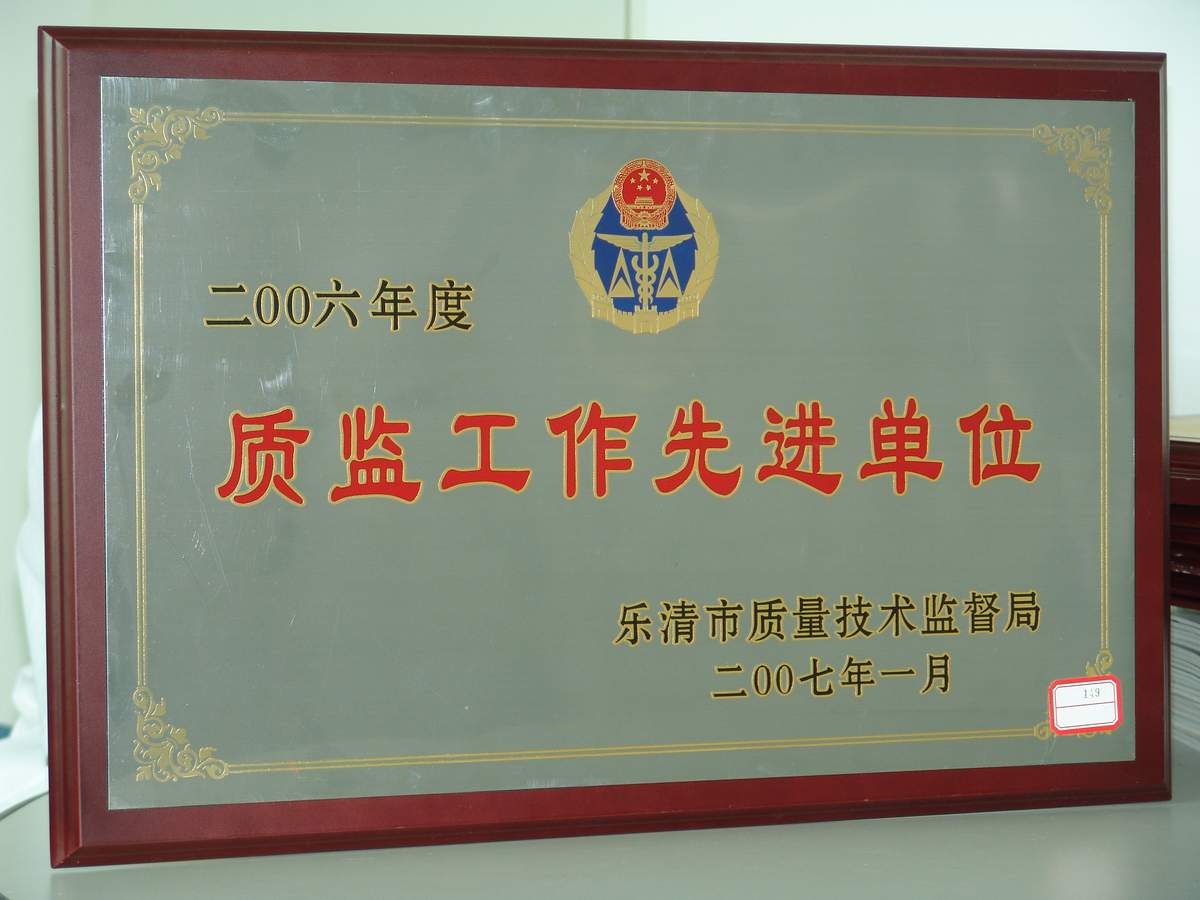 二00六年度
质监工作先进单位
乐清市质量技术监督局
二00七年一月
149